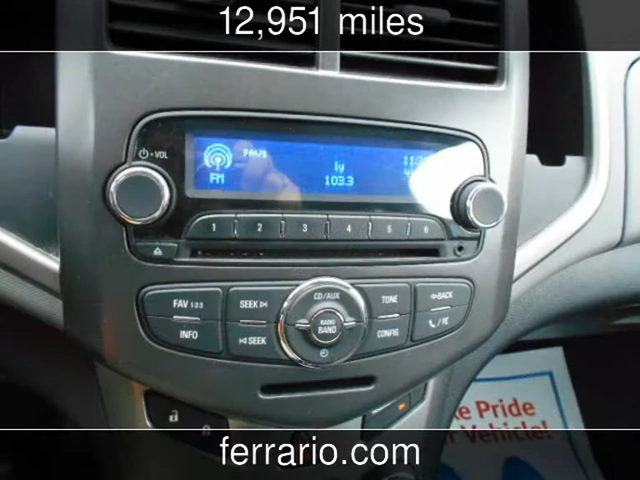 12,951 miles
FAV1
ly
FM
103.3
+ VOL
1 2 3 4 5 6
FAV 1·2·3
SEEK
CD/AUX
TONE
BACK
RADIO
BAND
INFO
SEEK
CONFIG
Pride
Vehicle!
ferrario.com